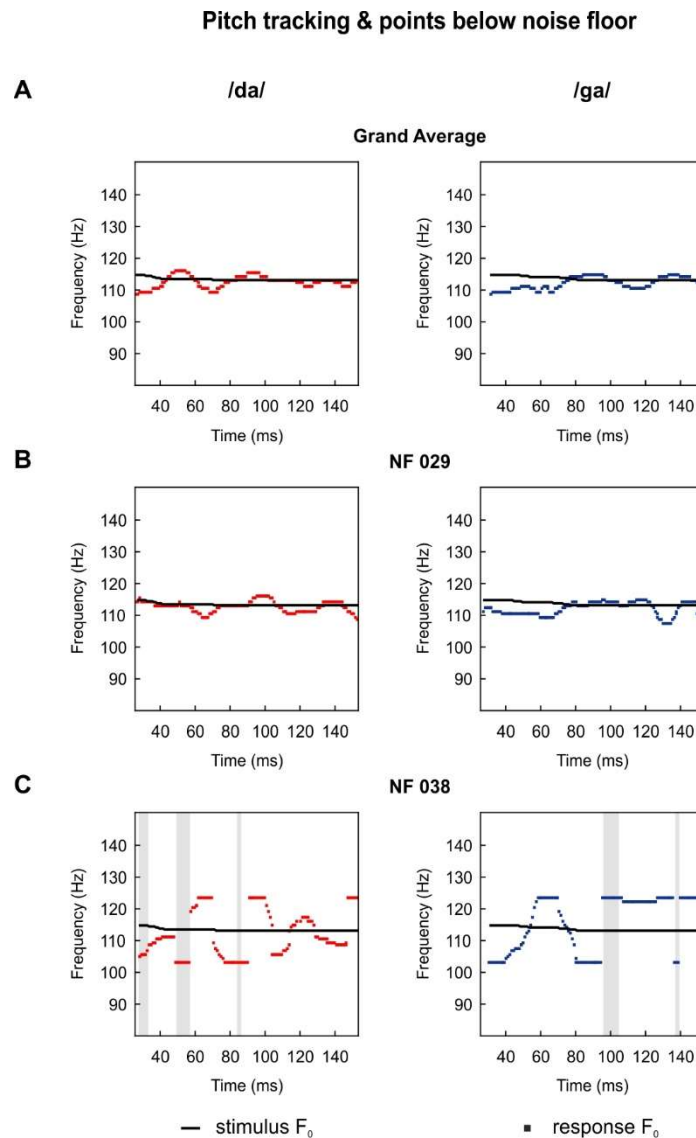 Pitch tracking & points below noise floor
A
/da/
/ga/
Grand Average
Frequency (Hz)
140
130
120
110
100
90
40 60 80 100 120 140
Time (ms)
Frequency (Hz)
140
130
120
110
100
90
40 60 80 100 120 140
Time (ms)
B
NF 029
Frequency (Hz)
140
130
120
110
100
90
40 60 80 100 120 140
Time (ms)
Frequency (Hz)
140
130
120
110
100
90
40 60 80 100 120 140
Time (ms)
C
NF 038
Frequency (Hz)
140
130
120
110
100
90
40 60 80 100 120 140
Time (ms)
Frequency (Hz)
140
130
120
110
100
90
40 60 80 100 120 140
Time (ms)
stimulus F₀
response F₀